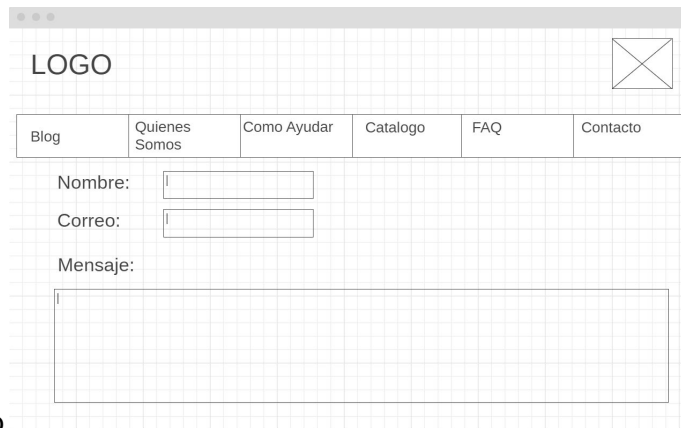 LOGO
Blog
Quienes
Somos
Como Ayudar
Catalogo
FAQ
Contacto
Nombre:
Correo:
Mensaje: